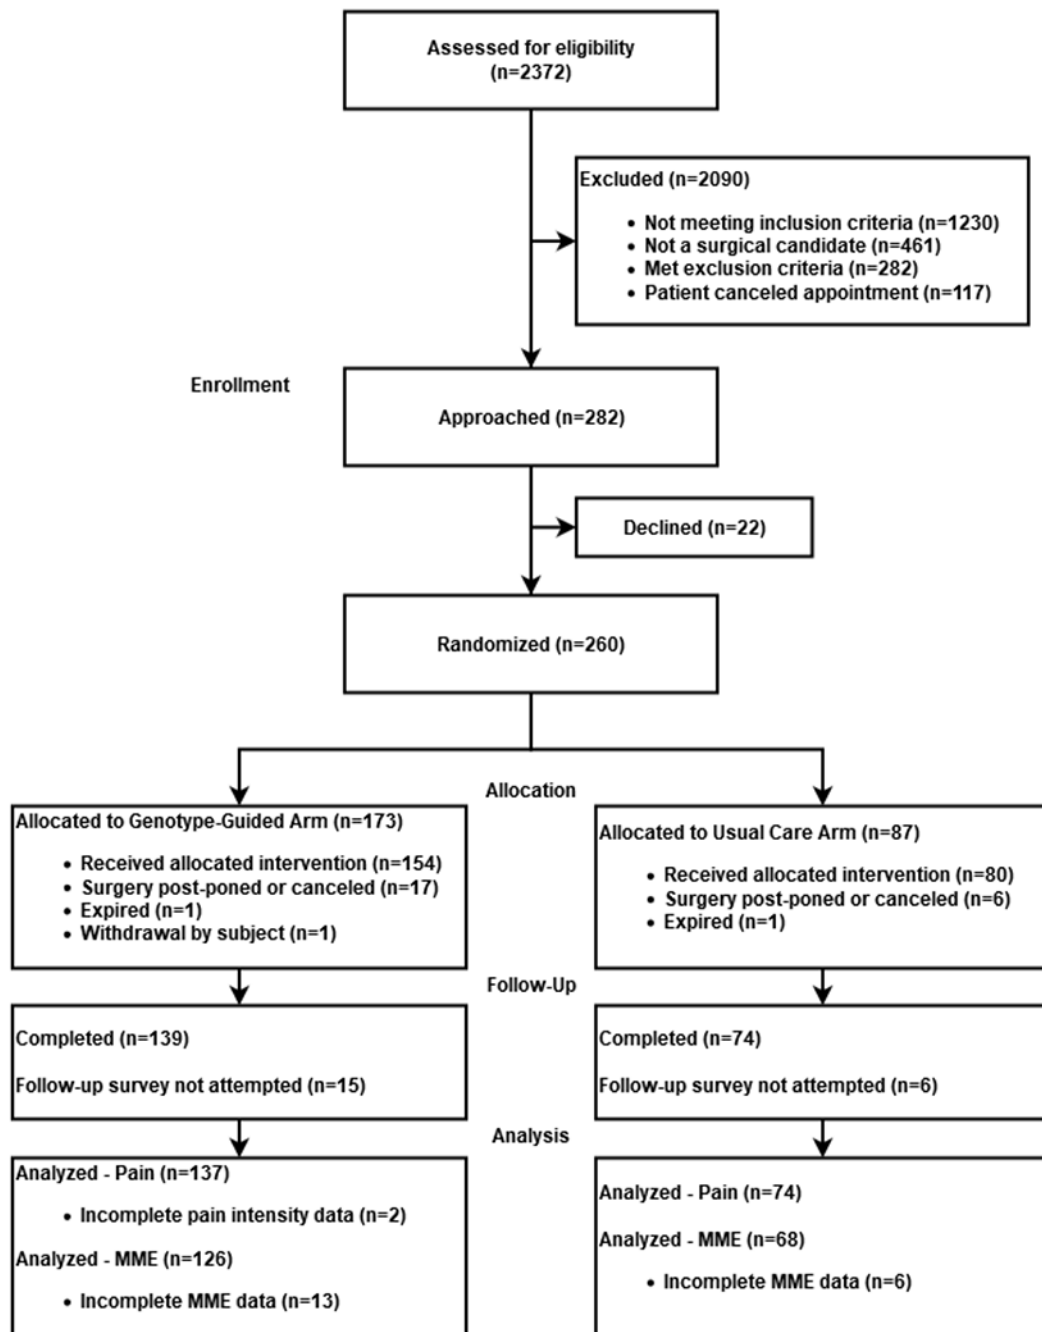 Assessed for eligibility
(n=2372)
Excluded (n=2090)
• Not meeting inclusion criteria (n=1230)
• Not a surgical candidate (n=461)
• Met exclusion criteria (n=282)
• Patient canceled appointment (n=117)
Enrollment
Approached (n=282)
Declined (n=22)
Randomized (n=260)
Allocation
Allocated to Genotype-Guided Arm (n=173)
• Received allocated intervention (n=154)
• Surgery post-poned or canceled (n=17)
• Expired (n=1)
• Withdrawal by subject (n=1)
Allocated to Usual Care Arm (n=87)
• Received allocated intervention (n=80)
• Surgery post-poned or canceled (n=6)
• Expired (n=1)
Follow-Up
Completed (n=139)
Follow-up survey not attempted (n=15)
Completed (n=74)
Follow-up survey not attempted (n=6)
Analysis
Analyzed - Pain (n=137)
• Incomplete pain intensity data (n=2)
Analyzed - MME (n=126)
• Incomplete MME data (n=13)
Analyzed - Pain (n=74)
Analyzed - MME (n=68)
• Incomplete MME data (n=6)